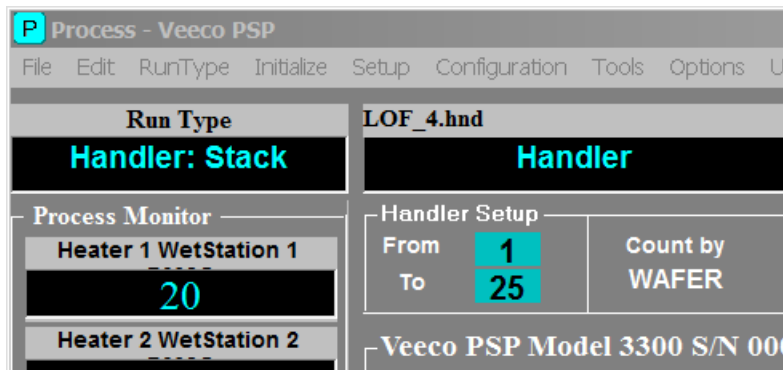 P Process - Veeco PSP
File Edit RunType Initialize Setup Configuration Tools Options
Run Type
Handler: Stack
LOF_4.hnd
Handler
Process Monitor
Heater 1 WetStation 1
20
Heater 2 WetStation 2
Handler Setup
From 1
To 25
Count by
WAFER
Veeco PSP Model 3300 S/N 000